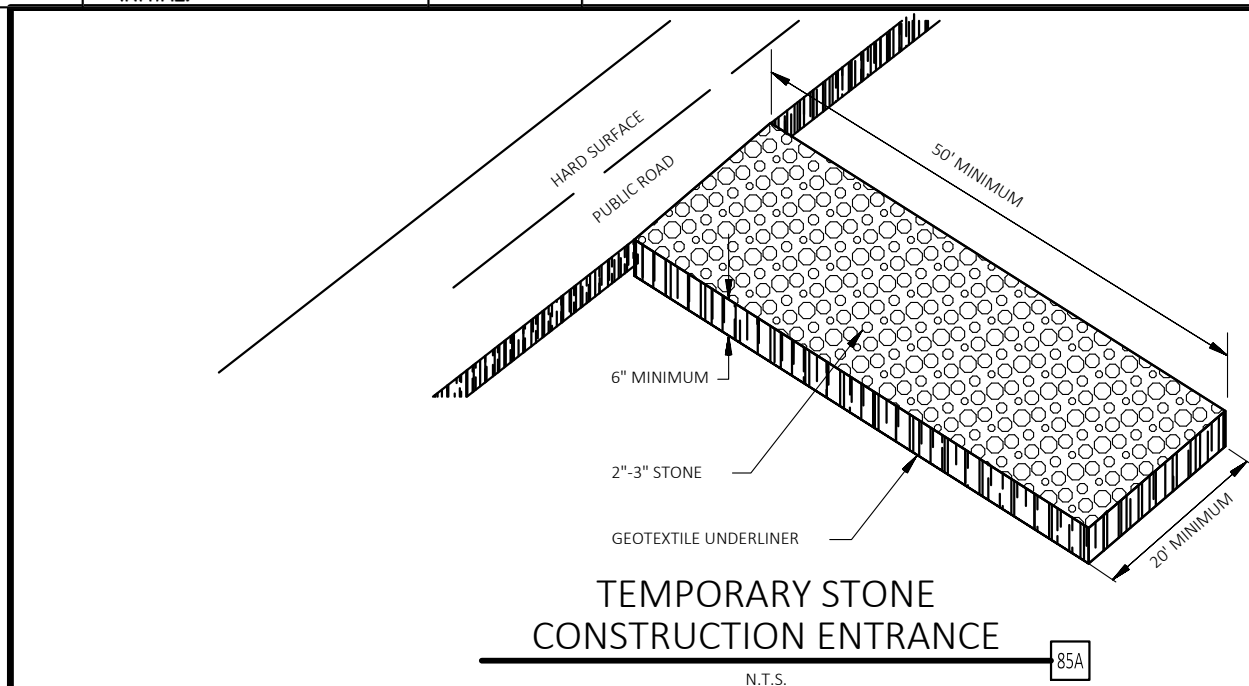 HARD SURFACE
PUBLIC ROAD
50' MINIMUM
6" MINIMUM
2"-3" STONE
GEOTEXTILE UNDERLINER
20' MINIMUM
TEMPORARY STONE
CONSTRUCTION ENTRANCE
85A
N.T.S.